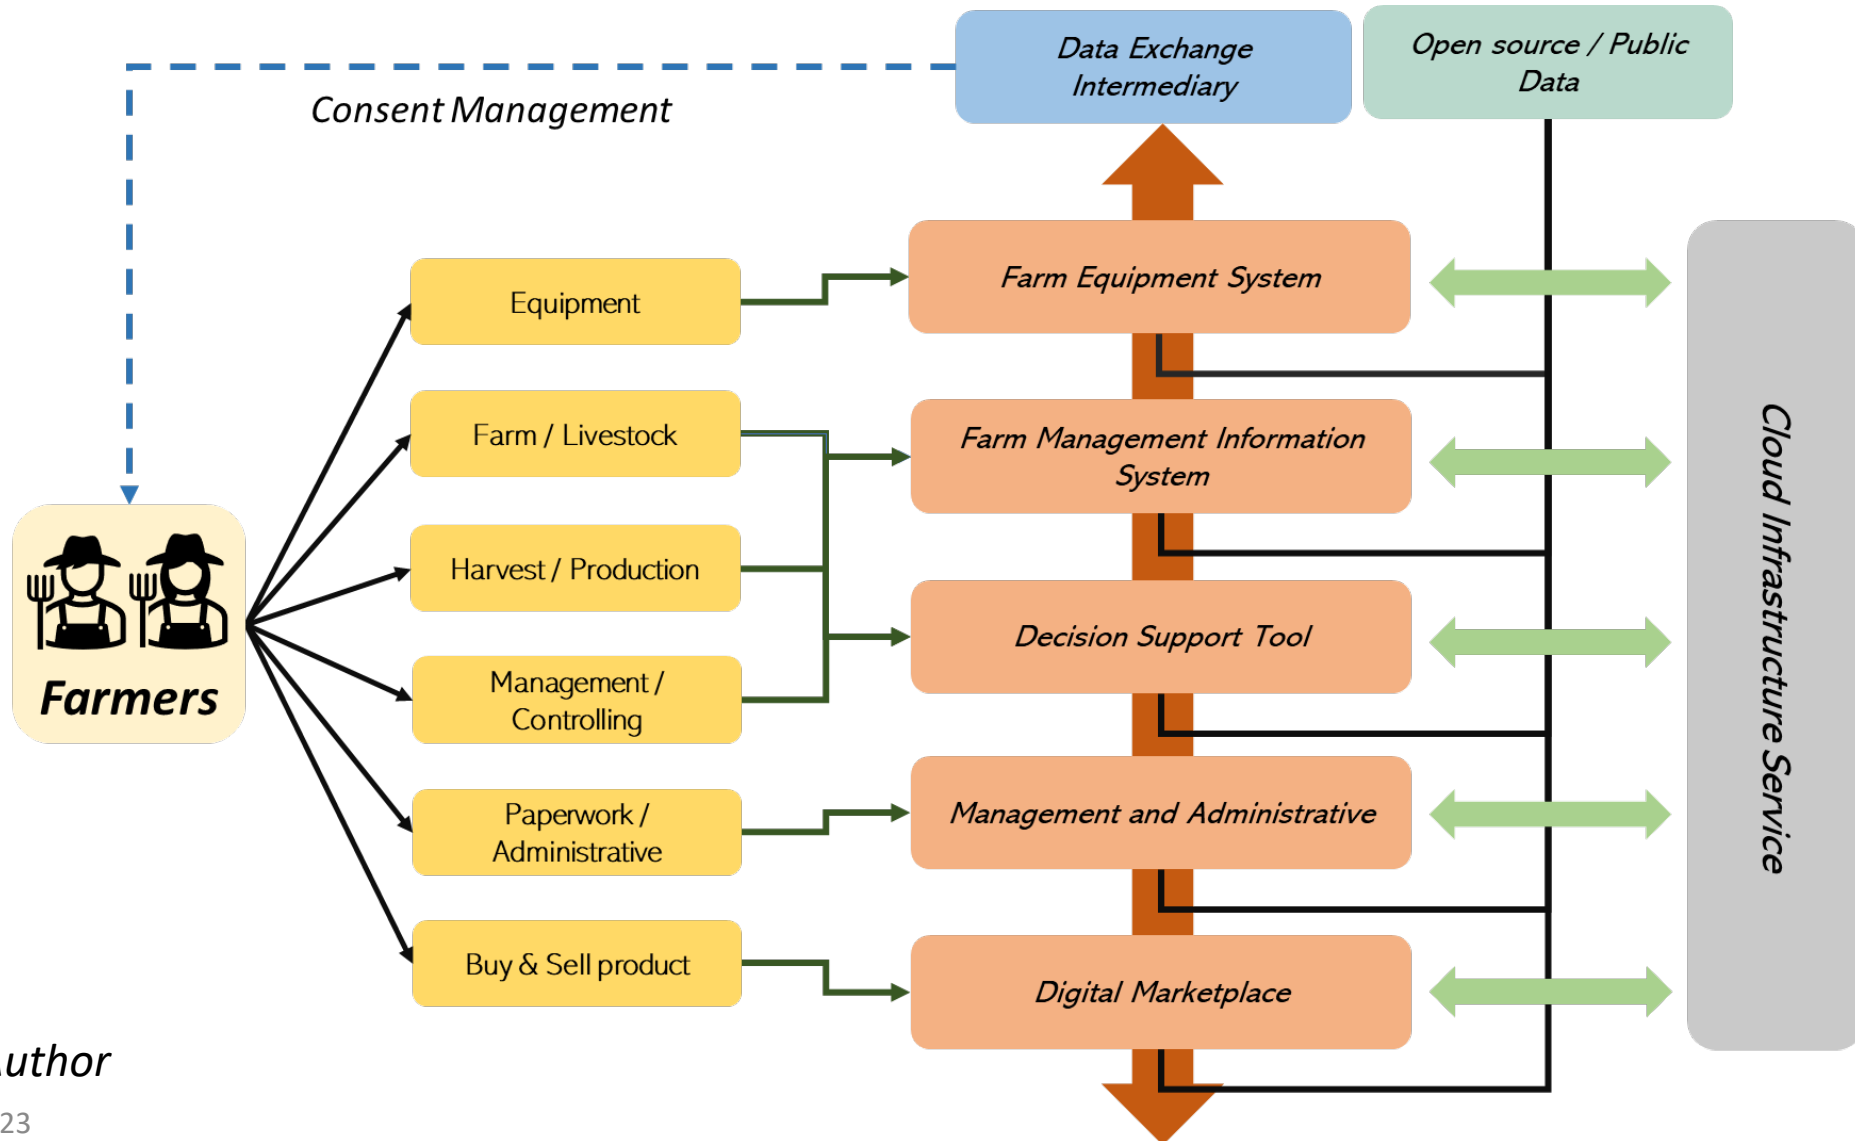 Data Exchange
Intermediary
Open source / Public
Data
Consent Management
Farm Equipment System
Equipment
Farm / Livestock
Farm Management Information
System
Harvest / Production
Decision Support Tool
Management /
Controlling
Farmers
Paperwork /
Administrative
Management and Administrative
Buy & Sell product
Digital Marketplace
Cloud Infrastructure Service
Author
23